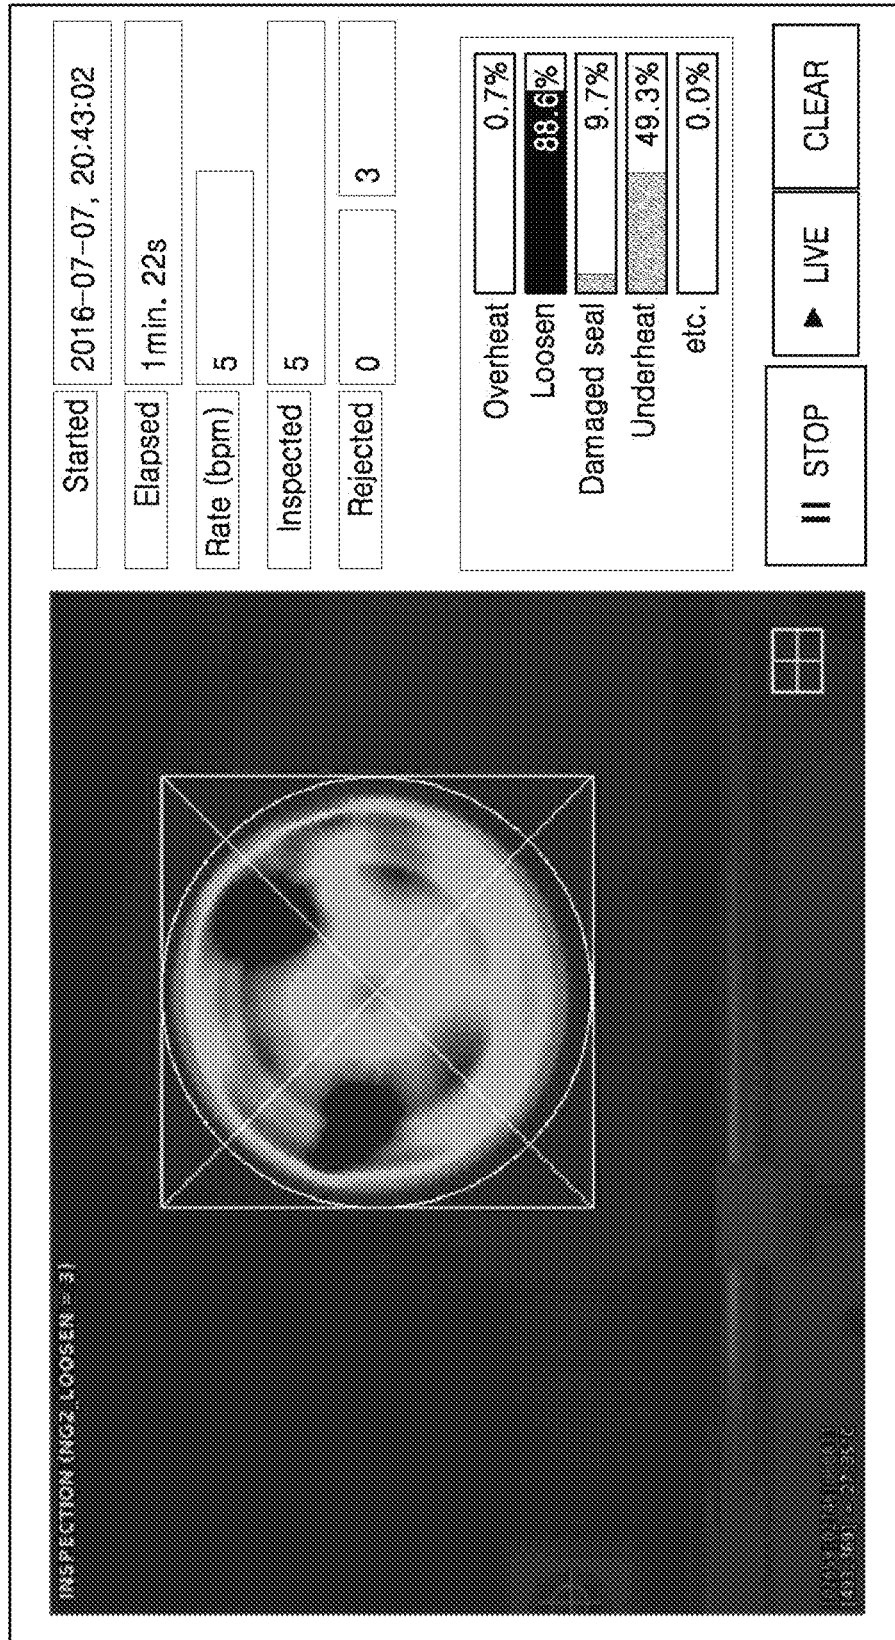 INSPECTION (NG2_LOOSEN = 3)
Started 2016-07-07, 20:43:02
Elapsed 1min. 22s
Rate (bpm) 5
Inspected 5
Rejected 0 3
Overheat 0.7%
Loosen 88.6%
Damaged seal 9.7%
Underheat 49.3%
etc. 0.0%
STOP LIVE CLEAR